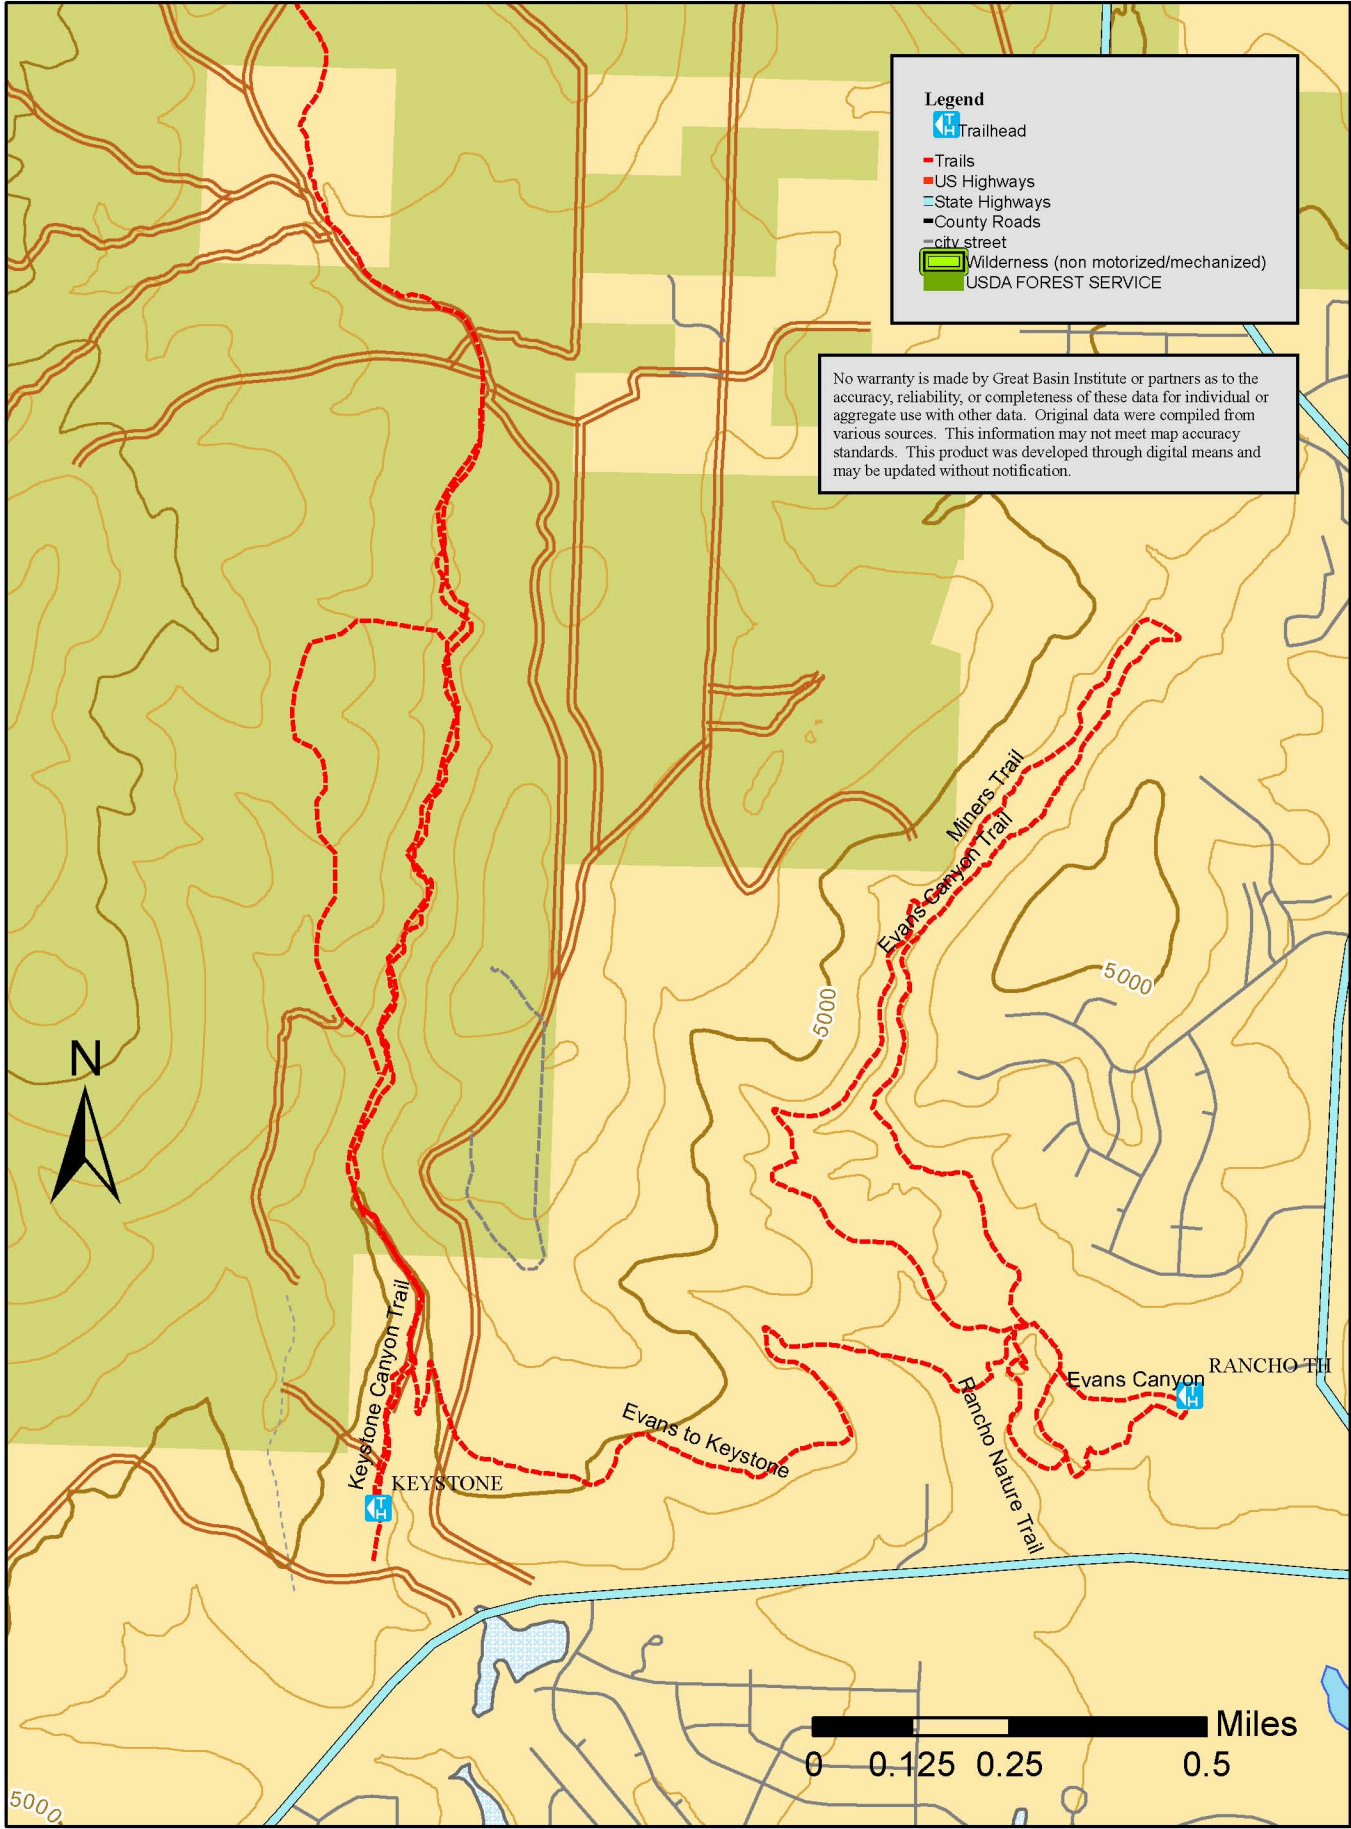 Legend
TH Trailhead
Trails
US Highways
State Highways
County Roads
city street
Wilderness (non motorized/mechanized)
USDA FOREST SERVICE
No warranty is made by Great Basin Institute or partners as to the
accuracy, reliability, or completeness of these data for individual or
aggregate use with other data. Original data were compiled from
various sources. This information may not meet map accuracy
standards. This product was developed through digital means and
may be updated without notification.
Miners Trail
Evans Canyon Trail
5000
5000
N
Keystone Canyon Trail
RANCHO TH
Evans Canyon
TH
Rancho Nature Trail
Evans to Keystone
KEYSTONE
TH
Miles
0 0.125 0.25 0.5
5000